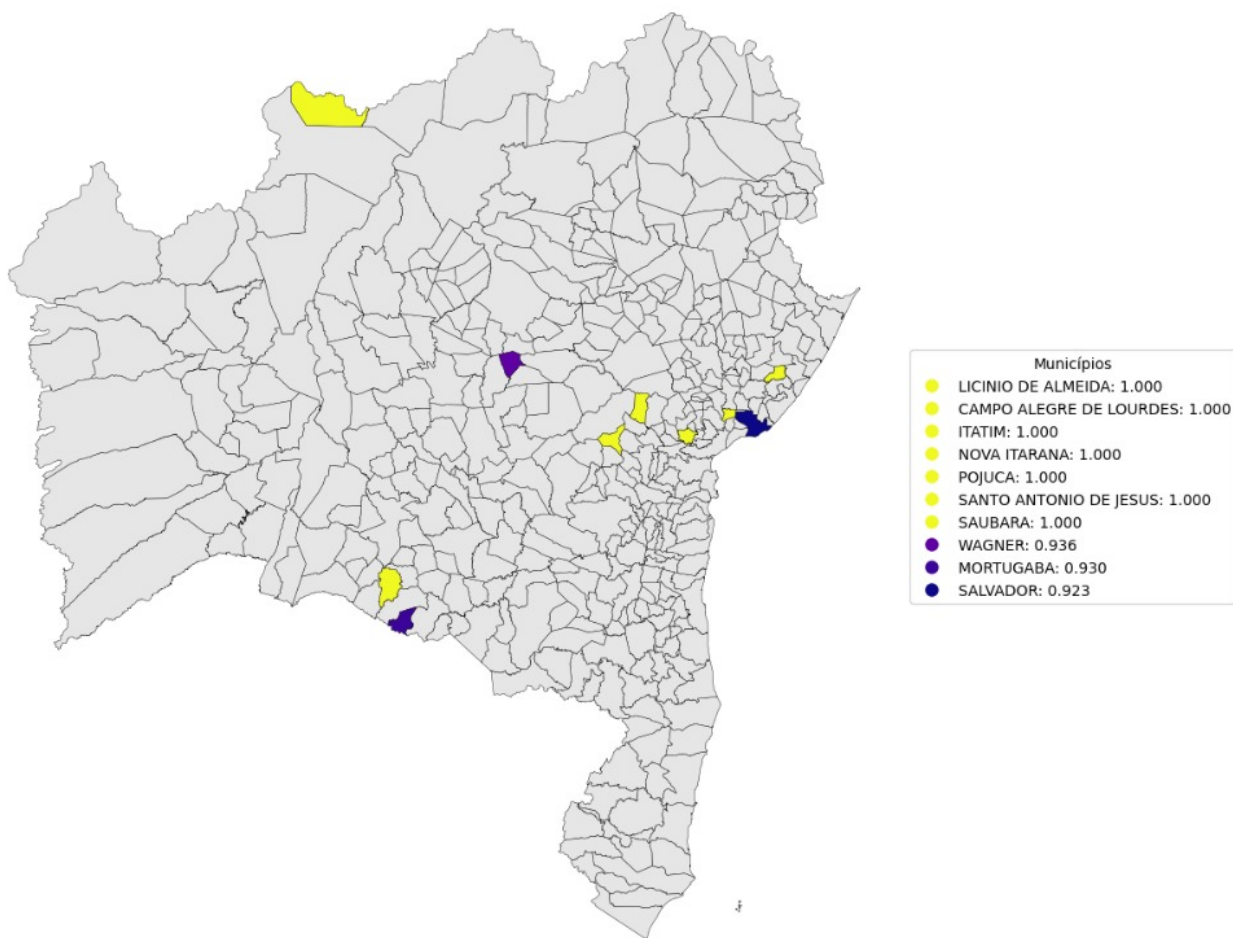 Municípios
LICINIO DE ALMEIDA: 1.000
CAMPO ALEGRE DE LOURDES: 1.000
ITATIM: 1.000
NOVA ITARANA: 1.000
POJUCA: 1.000
SANTO ANTONIO DE JESUS: 1.000
SAUBARA: 1.000
WAGNER: 0.936
MORTUGABA: 0.930
SALVADOR: 0.923